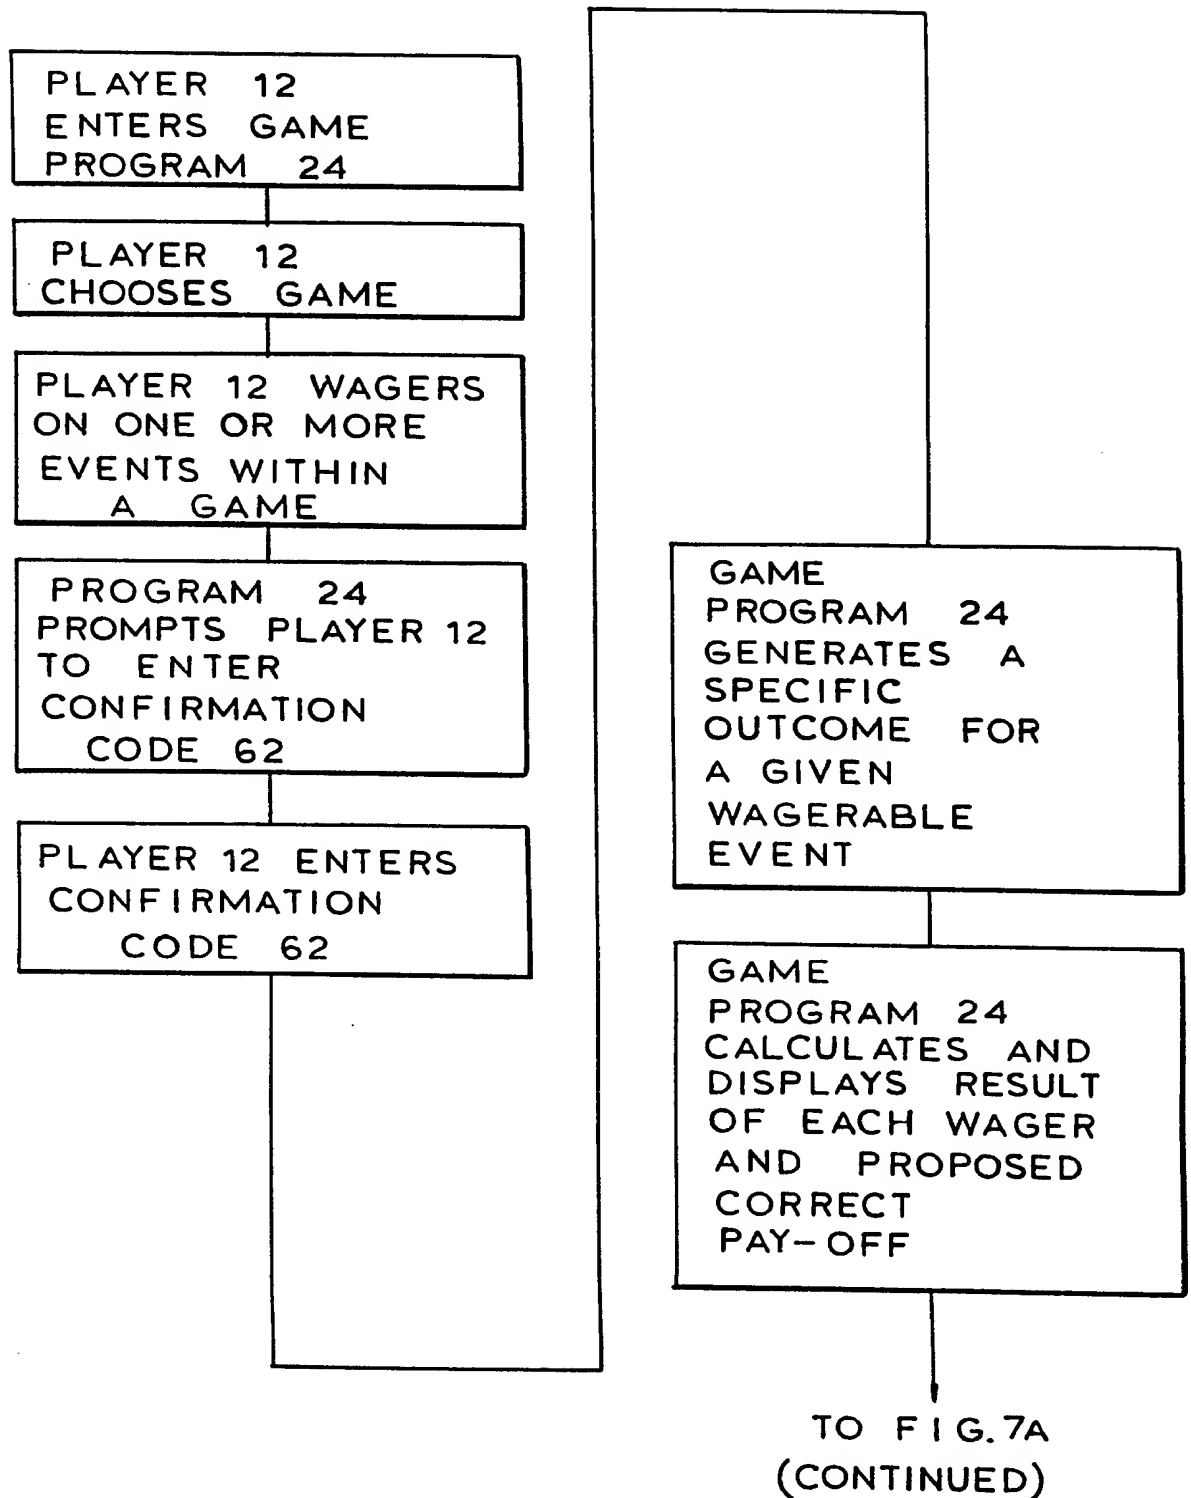 PLAYER 12
ENTERS GAME
PROGRAM 24
PLAYER 12
CHOOSES GAME
PLAYER 12 WAGERS
ON ONE OR MORE
EVENTS WITHIN
A GAME
PROGRAM 24
PROMPTS PLAYER 12
TO ENTER
CONFIRMATION
CODE 62
PLAYER 12 ENTERS
CONFIRMATION
CODE 62
GAME
PROGRAM 24
GENERATES A
SPECIFIC
OUTCOME FOR
A GIVEN
WAGERABLE
EVENT
GAME
PROGRAM 24
CALCULATES AND
DISPLAYS RESULT
OF EACH WAGER
AND PROPOSED
CORRECT
PAY-OFF
TO FIG. 7A
(CONTINUED)